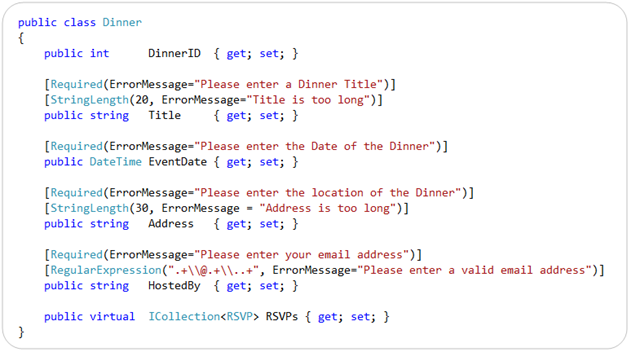 public class Dinner
{
    public int      DinnerID  { get; set; }
    [Required(ErrorMessage="Please enter a Dinner Title")]
    [StringLength(20, ErrorMessage="Title is too long")]
    public string   Title     { get; set; }
    [Required(ErrorMessage="Please enter the Date of the Dinner")]
    public DateTime EventDate { get; set; }
    [Required(ErrorMessage="Please enter the location of the Dinner")]
    [StringLength(30, ErrorMessage = "Address is too long")]
    public string   Address   { get; set; }
    [Required(ErrorMessage="Please enter your email address")]
    [RegularExpression(".+\\@.+\\..+", ErrorMessage="Please enter a valid email address")]
    public string   HostedBy  { get; set; }
    public virtual  ICollection<RSVP> RSVPs { get; set; }
}